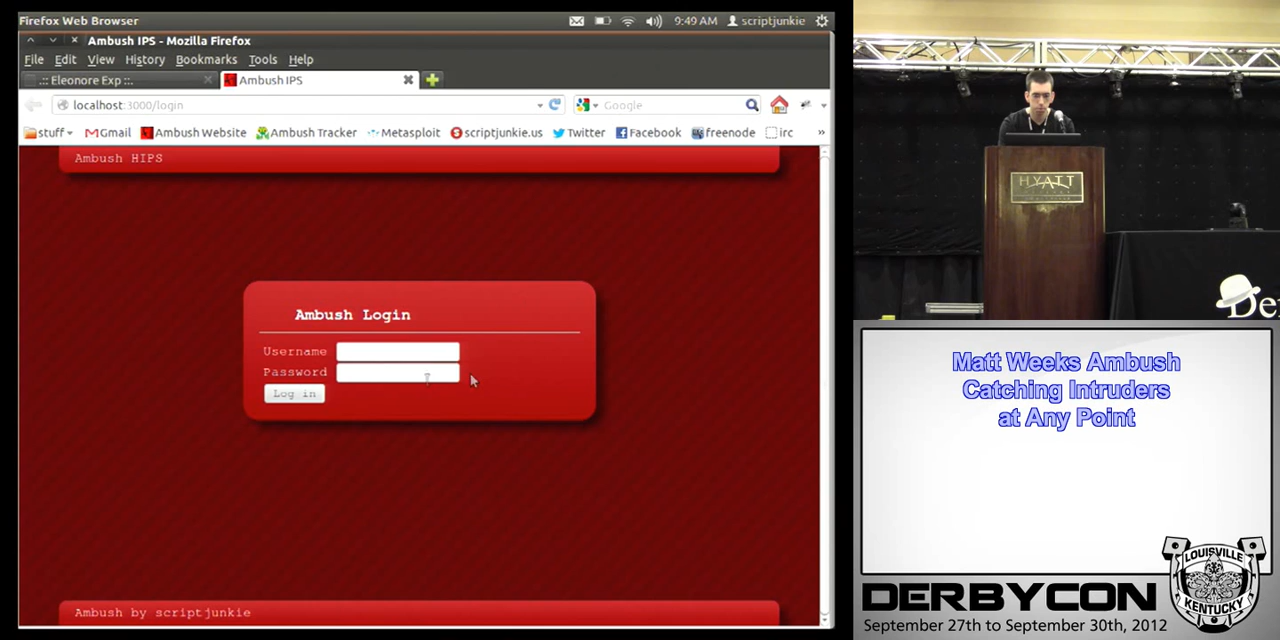 Firefox Web Browser 9:49 AM scriptjunkie
Ambush IPS - Mozilla Firefox
File Edit View History Bookmarks Tools Help
.:: Eleonore Exp ::. Ambush IPS
localhost:3000/login Google
stuff Gmail Ambush Website Ambush Tracker Metasploit scriptjunkie.us Twitter Facebook freenode irc »
Ambush HIPS
Ambush Login
Username
Password
Log in
Ambush by scriptjunkie
HYATT
Matt Weeks Ambush
Catching Intruders
at Any Point
LOUISVILLE
KENTUCKY
DERBYCON
September 27th to September 30th, 2012